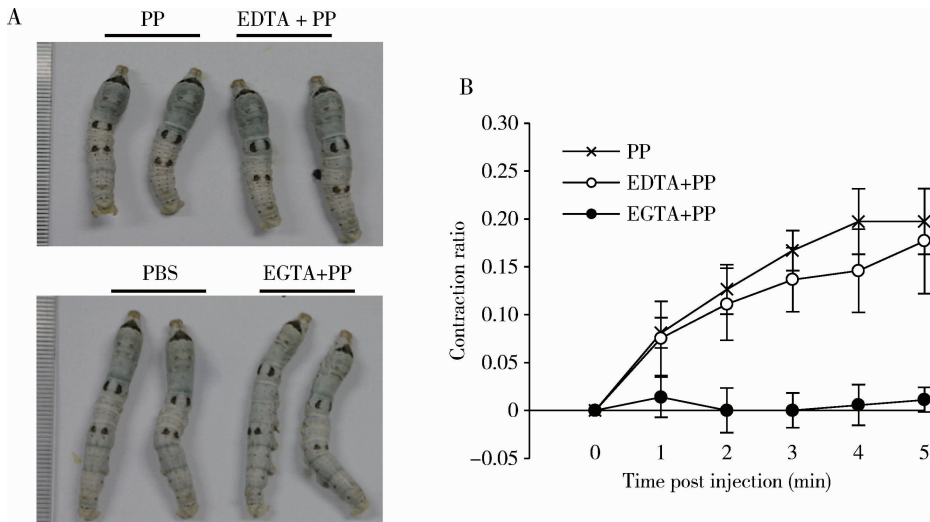 A
PP EDTA + PP
PBS EGTA+PP
B
0.30
0.25
0.20
0.15
0.10
0.05
0
−0.05
Contraction ratio
PP
EDTA+PP
EGTA+PP
0 1 2 3 4 5
Time post injection (min)